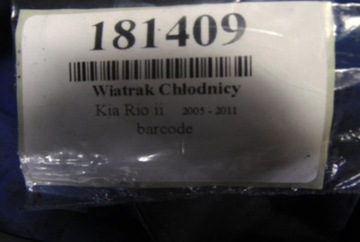 181409
Wiatrak Chlodnicy
Kia Rio ii 2005 - 2011
barcode